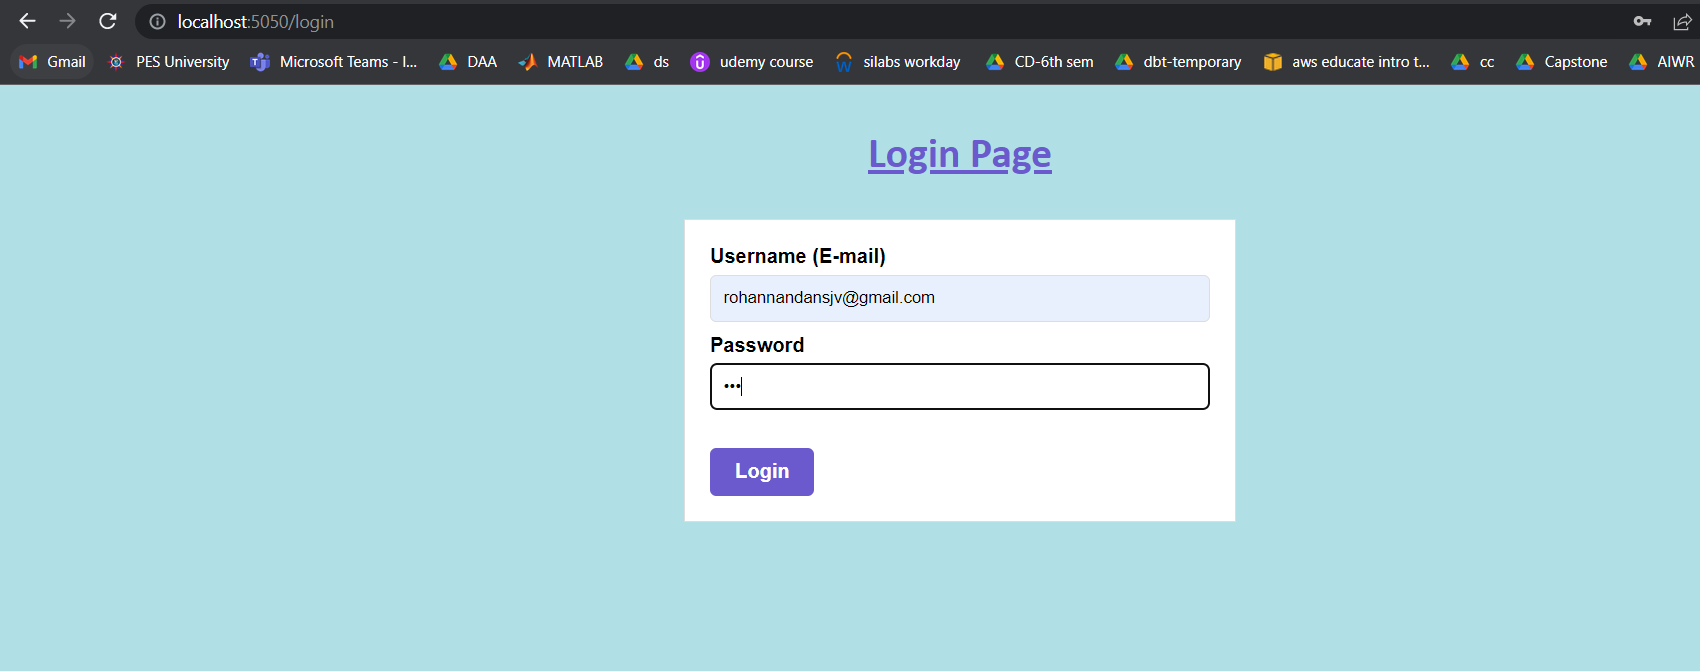 localhost:5050/login
Gmail PES University Microsoft Teams - I... DAA MATLAB ds udemy course silabs workday CD-6th sem dbt-temporary aws educate intro t... cc Capstone AIWR
Login Page
Username (E-mail)
rohannandansjv@gmail.com
Password
•••
Login